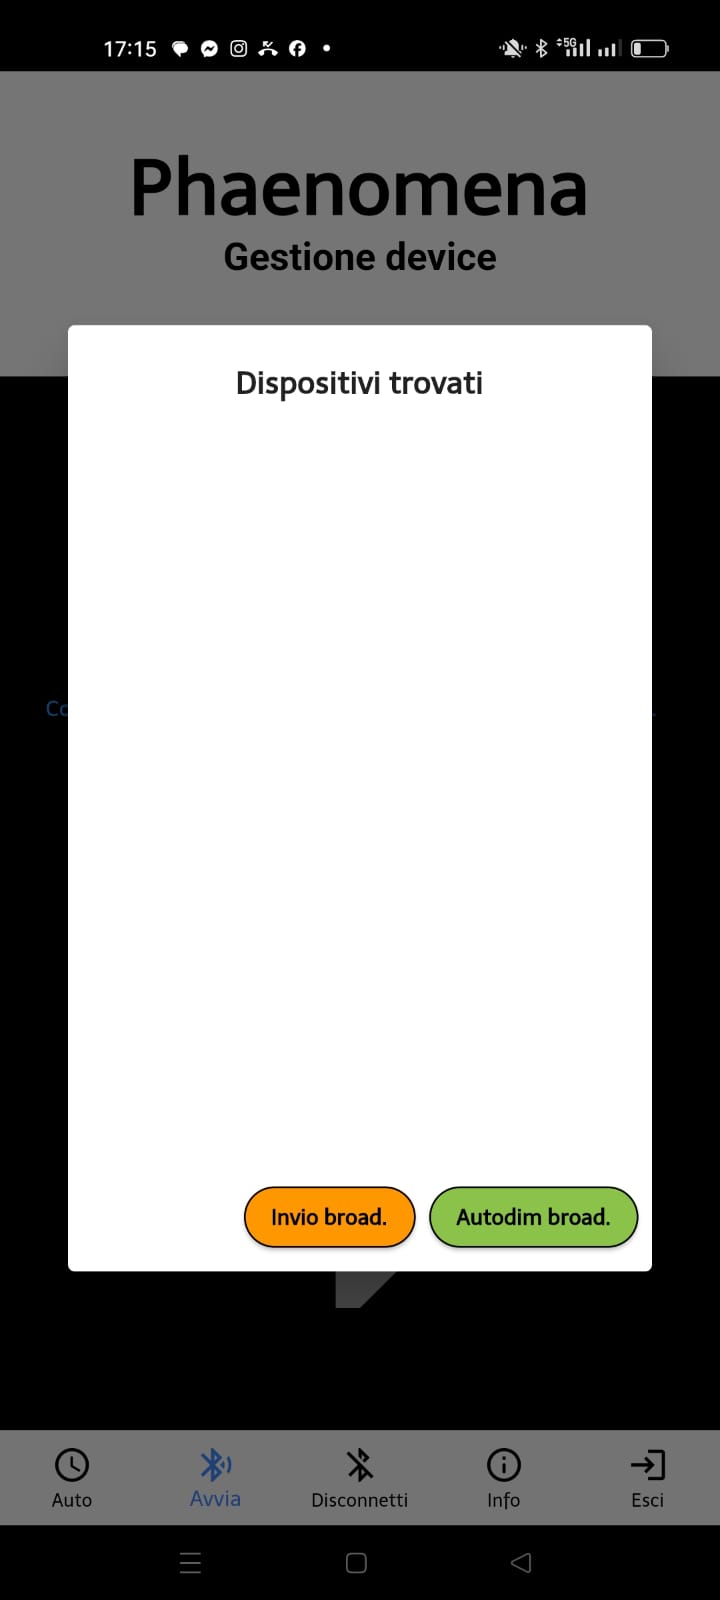 17:15
5G
Phaenomena
Gestione device
Dispositivi trovati
Co
.
Invio broad.
Autodim broad.
Auto
Avvia
Disconnetti
Info
Esci